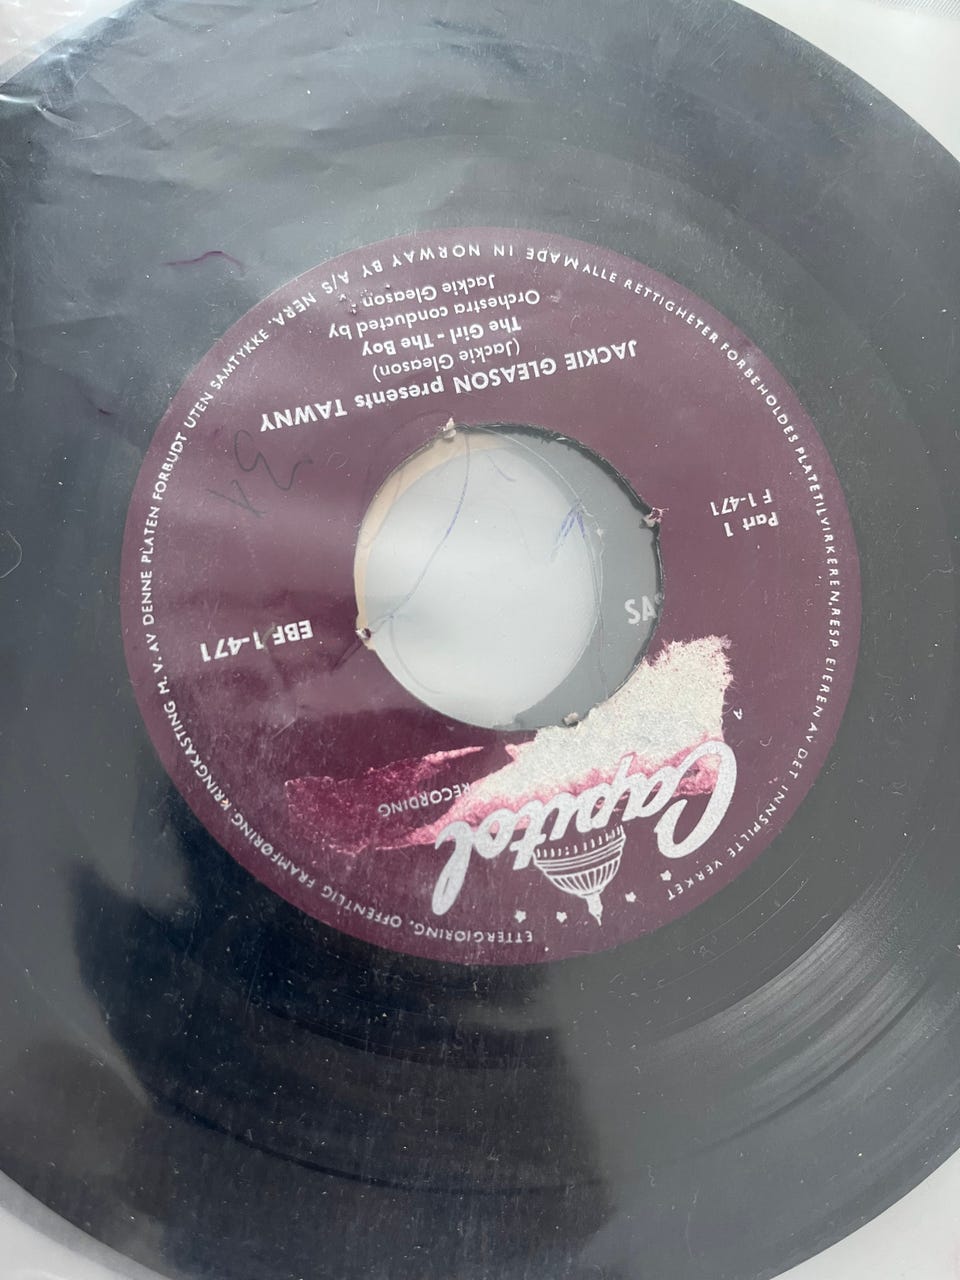 Capitol
A RECORDING
EBF 1-471
Part 1
F 1-471
JACKIE GLEASON presents TAWNY
(Jackie Gleason)
The Girl - The Boy
Orchestra conducted by
Jackie Gleason
ALLE RETTIGHETER FORBEHOLDES PLATETILVIRKEREN, RESP. EIEREN AV DET INNSPILTE VERKET
ETTERGJØRING, OFFENTLIG FRAMFØRING, KRINGKASTING M. V. AV DENNE PLATEN FORBUDT UTEN SAMTYKKE.
MADE IN NORWAY BY A/S NERA.